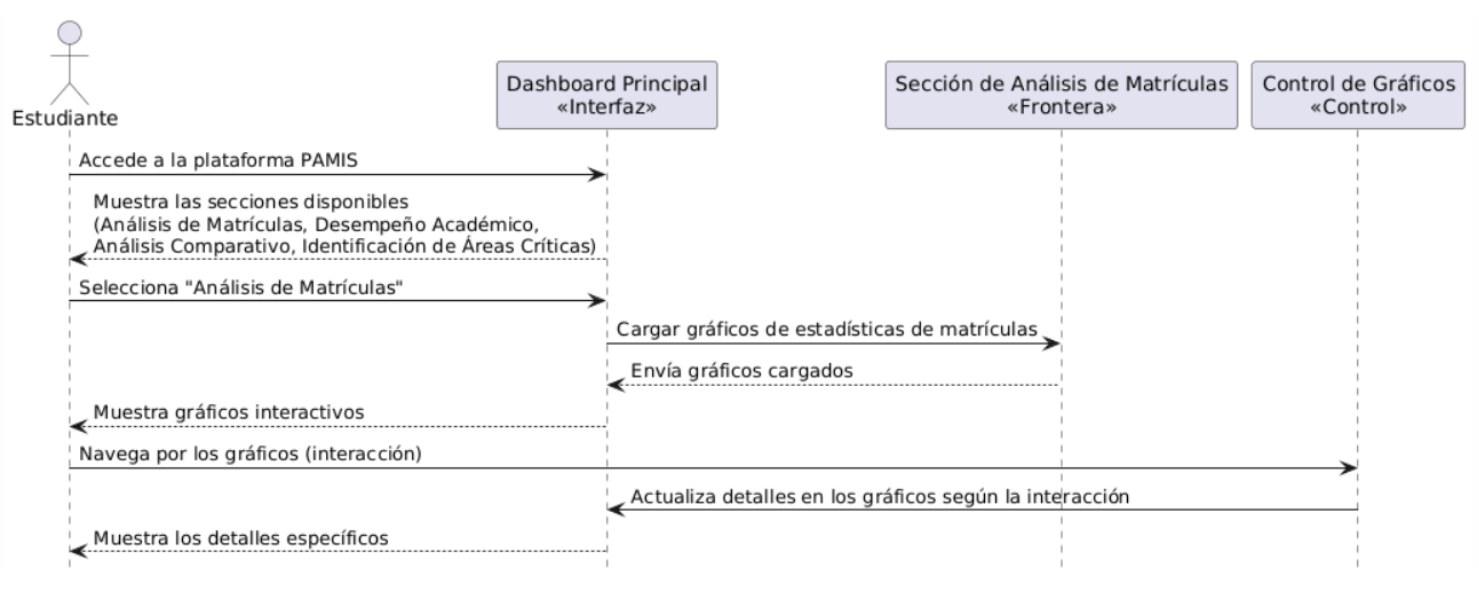 Estudiante
Dashboard Principal
«Interfaz»
Sección de Análisis de Matrículas
«Frontera»
Control de Gráficos
«Control»
Accede a la plataforma PAMIS
Muestra las secciones disponibles
(Análisis de Matrículas, Desempeño Académico,
Análisis Comparativo, Identificación de Áreas Críticas)
Selecciona "Análisis de Matrículas"
Cargar gráficos de estadísticas de matrículas
Envía gráficos cargados
Muestra gráficos interactivos
Navega por los gráficos (interacción)
Actualiza detalles en los gráficos según la interacción
Muestra los detalles específicos